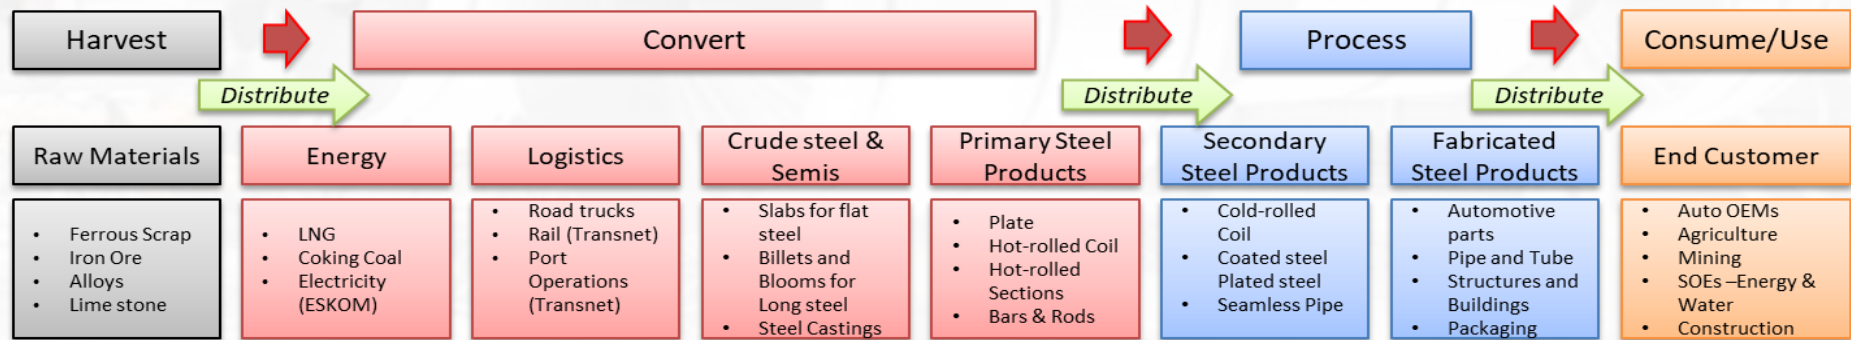 Harvest
Convert
Process
Consume/Use
Distribute
Distribute
Distribute
Raw Materials
Energy
Logistics
Crude steel &
Semis
Primary Steel
Products
Secondary
Steel Products
Fabricated
Steel Products
End Customer
• Ferrous Scrap
• Iron Ore
• Alloys
• Lime stone
• LNG
• Coking Coal
• Electricity
(ESKOM)
• Road trucks
• Rail (Transnet)
• Port
Operations
(Transnet)
• Slabs for flat
steel
• Billets and
Blooms for
Long steel
• Steel Castings
• Plate
• Hot-rolled Coil
• Hot-rolled
Sections
• Bars & Rods
• Cold-rolled
Coil
• Coated steel
Plated steel
• Seamless Pipe
• Automotive
parts
• Pipe and Tube
• Structures and
Buildings
• Packaging
• Auto OEMs
• Agriculture
• Mining
• SOEs –Energy &
Water
• Construction